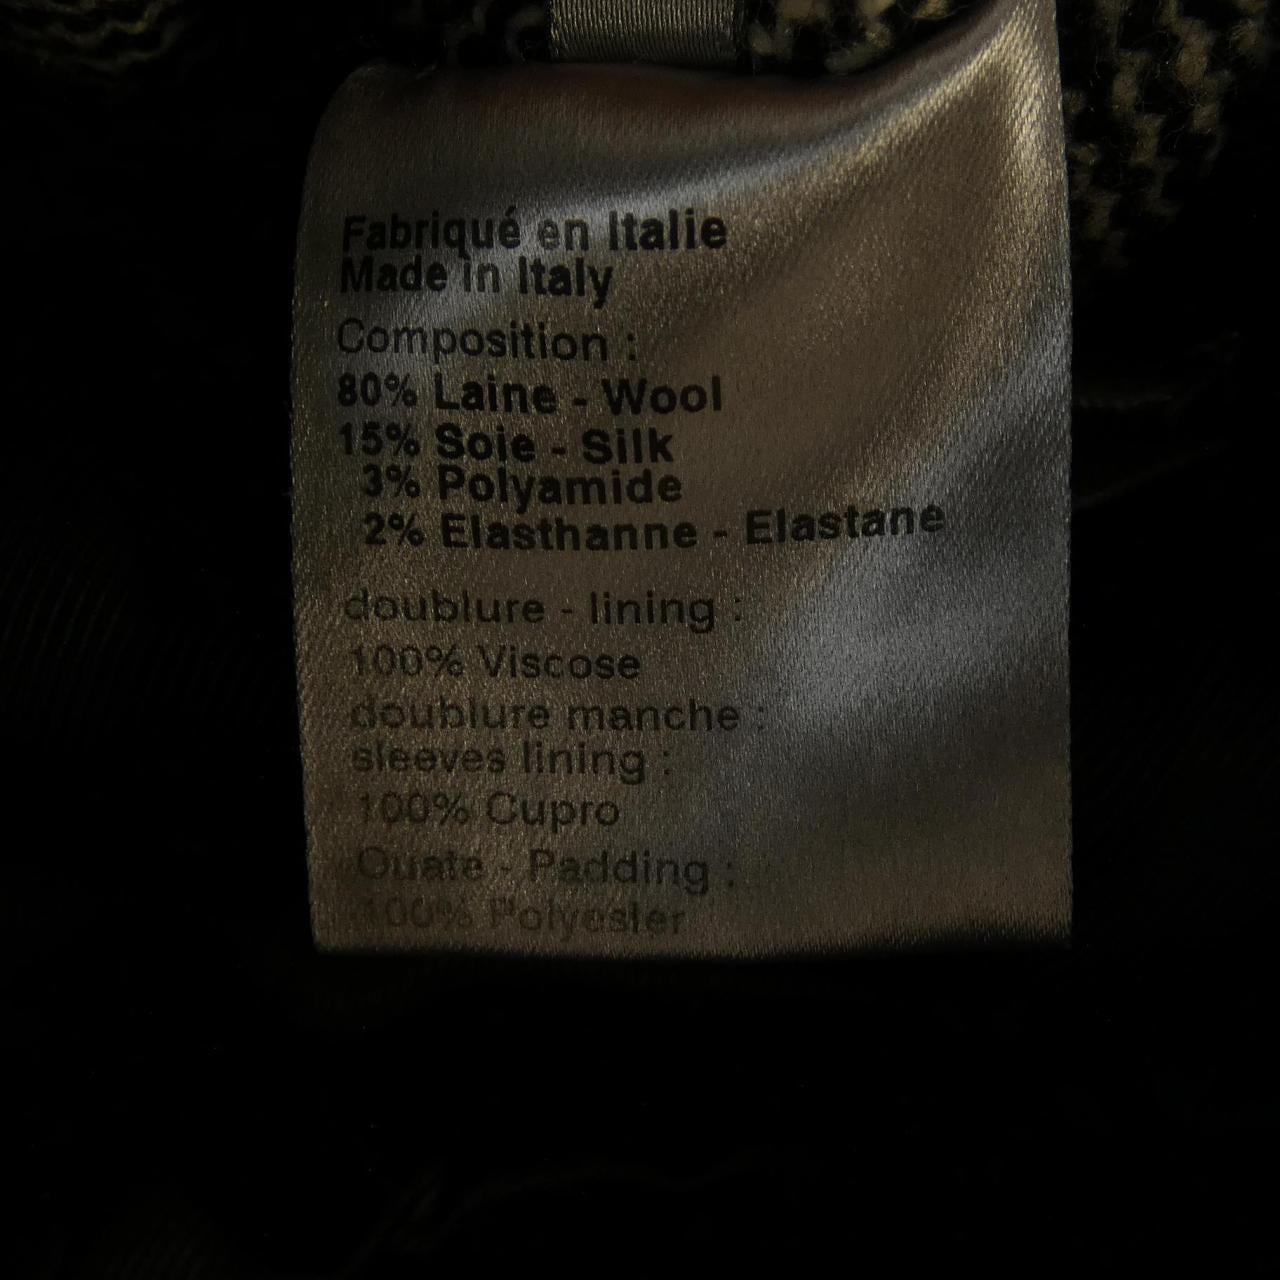 Fabriqué en Italie
Made in Italy
Composition :
80% Laine - Wool
15% Soie - Silk
3% Polyamide
2% Elasthanne - Elastane
doublure - lining :
100% Viscose
doublure manche :
sleeves lining :
100% Cupro
Ouate - Padding :
100% Polyester